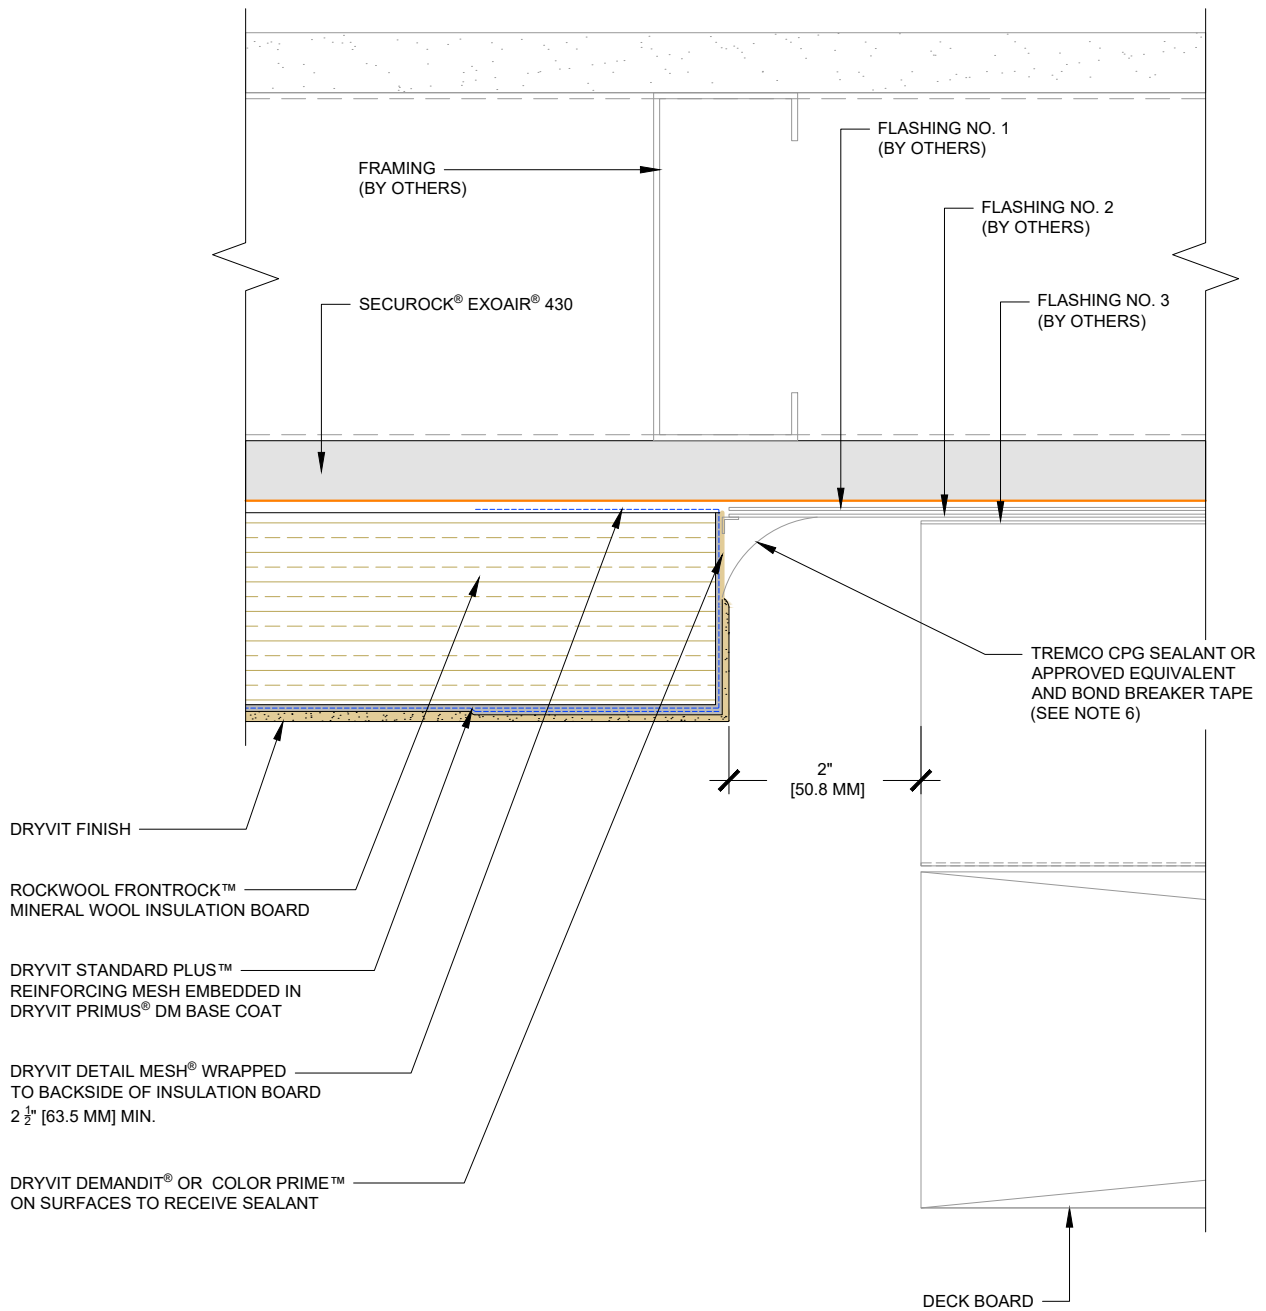 FLASHING NO. 1
(BY OTHERS)
FRAMING
(BY OTHERS)
FLASHING NO. 2
(BY OTHERS)
SECUROCK® EXOAIR® 430
FLASHING NO. 3
(BY OTHERS)
TREMCO CPG SEALANT OR
APPROVED EQUIVALENT
AND BOND BREAKER TAPE
(SEE NOTE 6)
2"
[50.8 MM]
DRYVIT FINISH
ROCKWOOL FRONTROCK™
MINERAL WOOL INSULATION BOARD
DRYVIT STANDARD PLUS™
REINFORCING MESH EMBEDDED IN
DRYVIT PRIMUS® DM BASE COAT
DRYVIT DETAIL MESH® WRAPPED
TO BACKSIDE OF INSULATION BOARD
2 ½" [63.5 MM] MIN.
DRYVIT DEMANDIT® OR COLOR PRIME™
ON SURFACES TO RECEIVE SEALANT
DECK BOARD